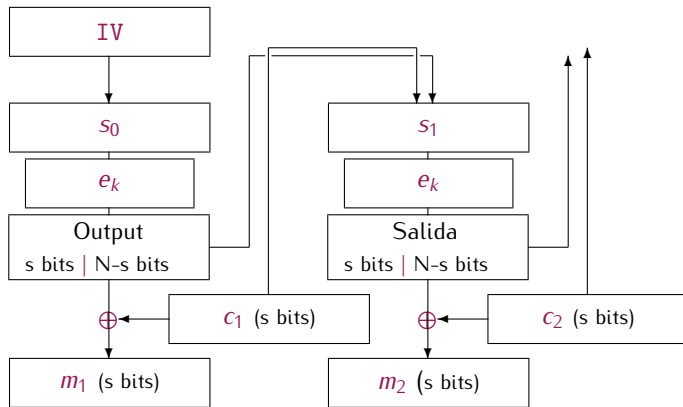 IV
s₀
s₁
eₖ
eₖ
Output
s bits | N-s bits
Salida
s bits | N-s bits
⊕
c₁ (s bits)
⊕
c₂ (s bits)
m₁ (s bits)
m₂ (s bits)